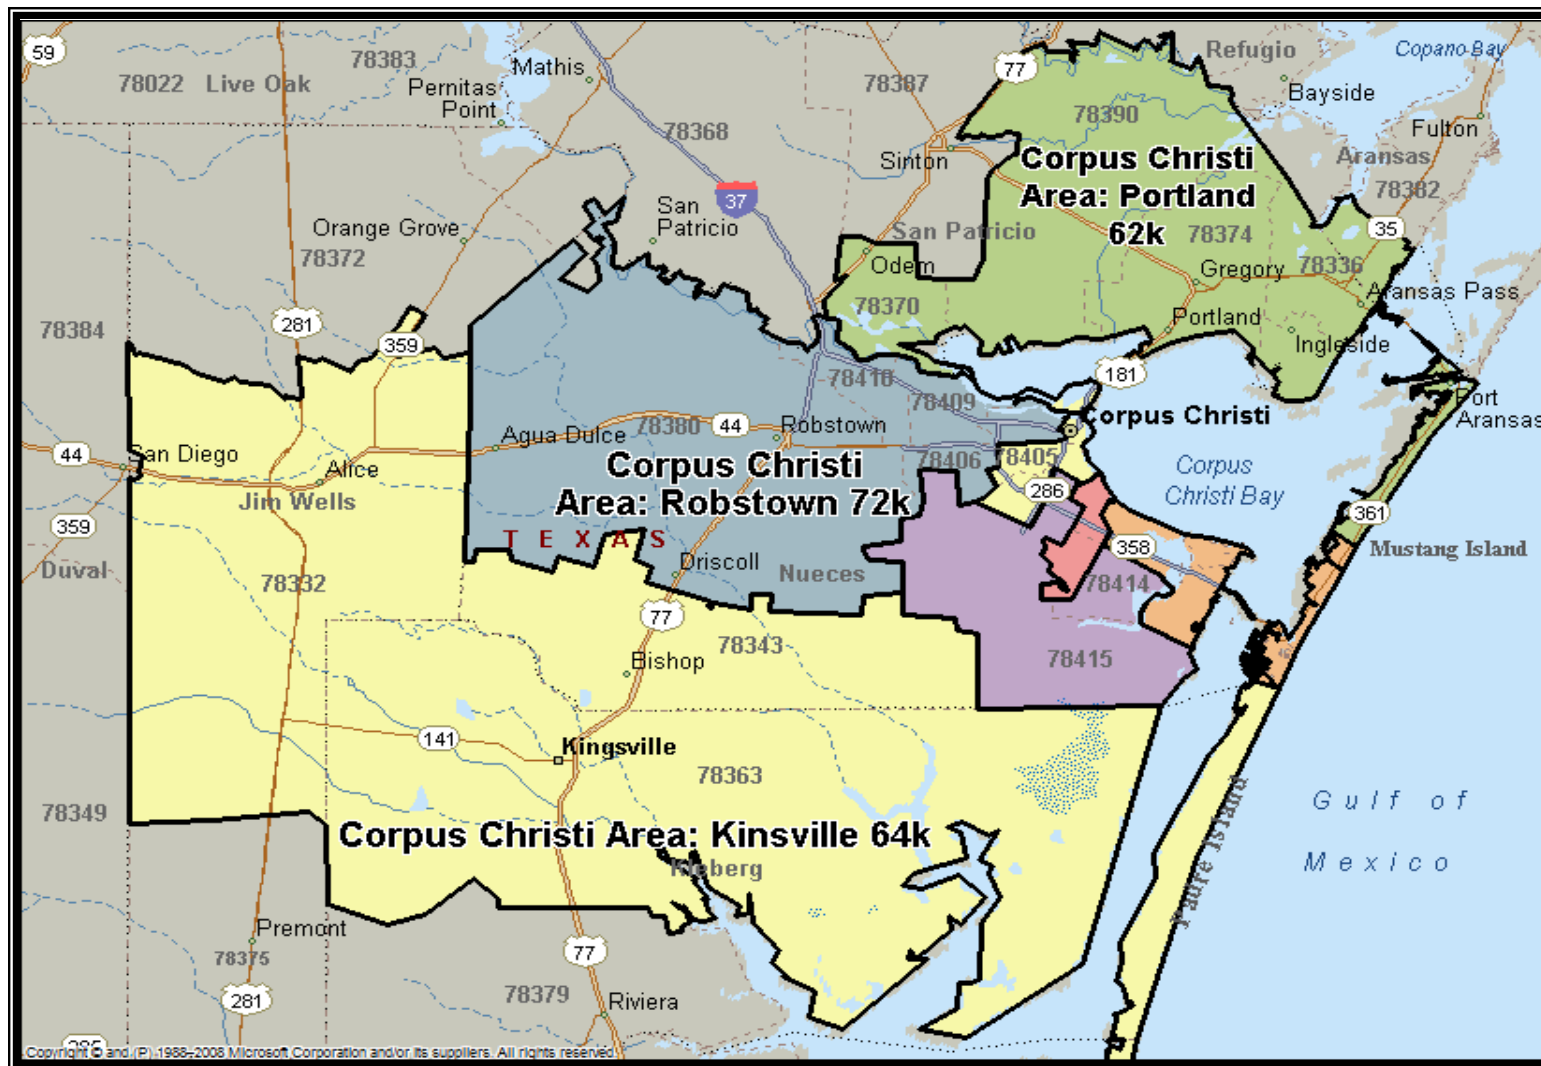 59
78022
Live Oak
78383
Pernitas
Point
Mathis
78368
78387
77
Refugio
Copano Bay
Bayside
78390
Fulton
Sinton
Corpus Christi
Area: Portland
62k
Aransas
78382
37
San
Patricio
Orange Grove
78372
San Patricio
78374
35
Odem
Gregory
78336
Aransas Pass
78370
Portland
Ingleside
78384
281
359
181
78410
78409
Port
Aransas
Corpus Christi
Agua Dulce
78380
44
Robstown
44
San Diego
Alice
Jim Wells
78406
78405
Corpus Christi
Area: Robstown 72k
286
Corpus
Christi Bay
361
359
TEXAS
358
Mustang Island
Duval
78332
Driscoll
Nueces
78414
77
78343
78415
Bishop
141
Kingsville
78363
78349
Corpus Christi Area: Kinsville 64k
Kleberg
Padre Island
Gulf of
Mexico
Premont
78375
77
281
78379
Riviera
Copyright © and (P) 1988–2008 Microsoft Corporation and/or its suppliers. All rights reserved.